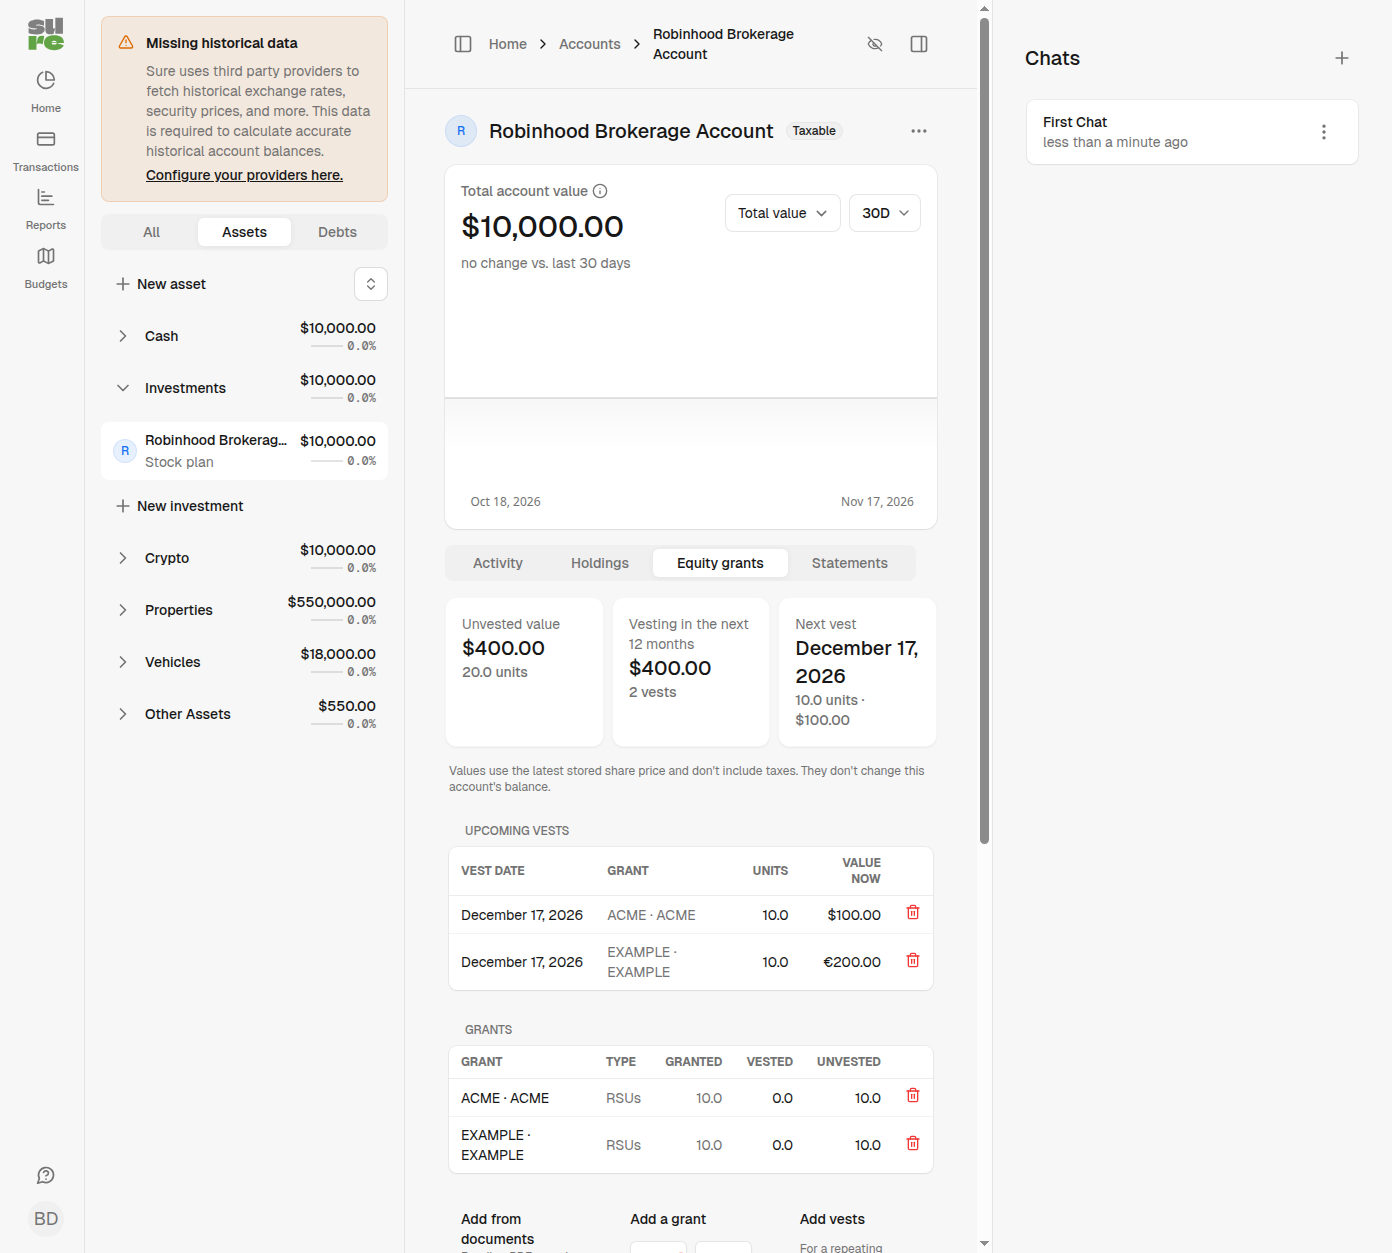 sure
Home
Transactions
Reports
Budgets
BD
Missing historical data
Sure uses third party providers to
fetch historical exchange rates,
security prices, and more. This data
is required to calculate accurate
historical account balances.
Configure your providers here.
All
Assets
Debts
New asset
Cash
$10,000.00
0.0%
Investments
$10,000.00
0.0%
R
Robinhood Brokerag...
Stock plan
$10,000.00
0.0%
New investment
Crypto
$10,000.00
0.0%
Properties
$550,000.00
0.0%
Vehicles
$18,000.00
0.0%
Other Assets
$550.00
0.0%
Home
Accounts
Robinhood Brokerage
Account
R
Robinhood Brokerage Account
Taxable
Total account value
$10,000.00
no change vs. last 30 days
Total value
30D
Oct 18, 2026
Nov 17, 2026
Activity
Holdings
Equity grants
Statements
Unvested value
$400.00
20.0 units
Vesting in the next
12 months
$400.00
2 vests
Next vest
December 17,
2026
10.0 units ·
$100.00
Values use the latest stored share price and don't include taxes. They don't change this
account's balance.
UPCOMING VESTS
VEST DATE
GRANT
UNITS
VALUE
NOW
December 17, 2026
ACME · ACME
10.0
$100.00
December 17, 2026
EXAMPLE ·
EXAMPLE
10.0
€200.00
GRANTS
GRANT
TYPE
GRANTED
VESTED
UNVESTED
ACME · ACME
RSUs
10.0
0.0
10.0
EXAMPLE ·
EXAMPLE
RSUs
10.0
0.0
10.0
Add from
documents
Add a grant
Add vests
For a repeating
Chats
First Chat
less than a minute ago